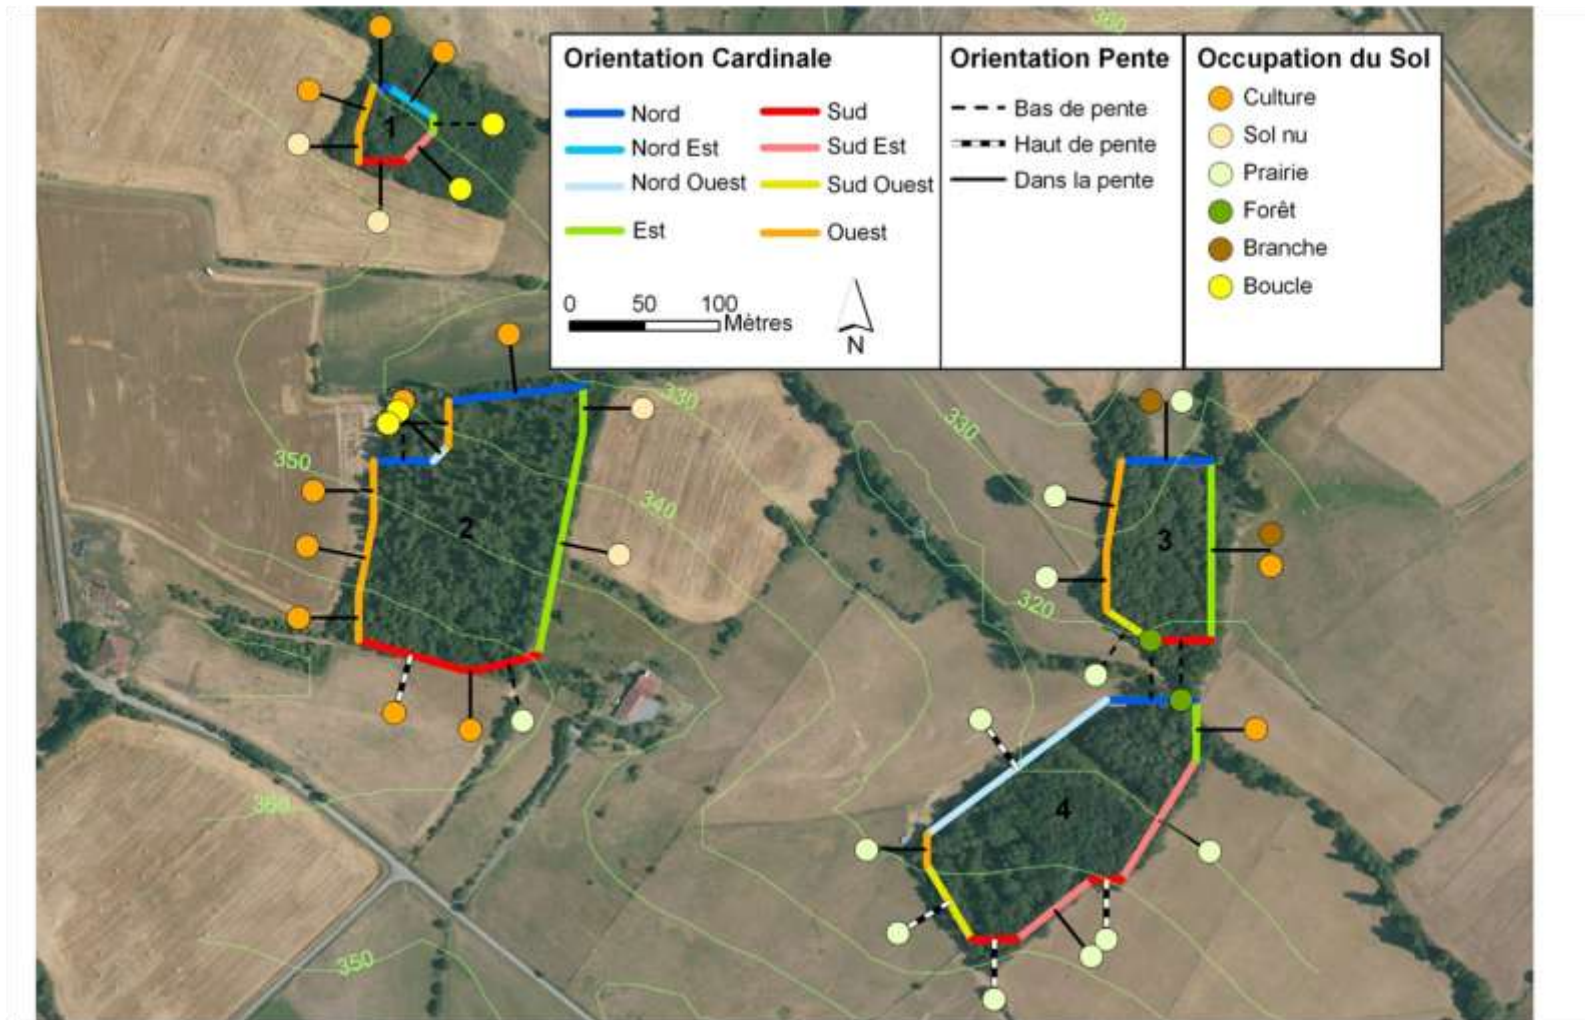 360
Orientation Cardinale
Nord
Sud
Nord Est
Sud Est
Nord Ouest
Sud Ouest
Est
Ouest
0 50 100
Mètres
N
Orientation Pente
Bas de pente
Haut de pente
Dans la pente
Occupation du Sol
Culture
Sol nu
Prairie
Forêt
Branche
Boucle
1
330
330
350
340
2
3
320
4
360
350